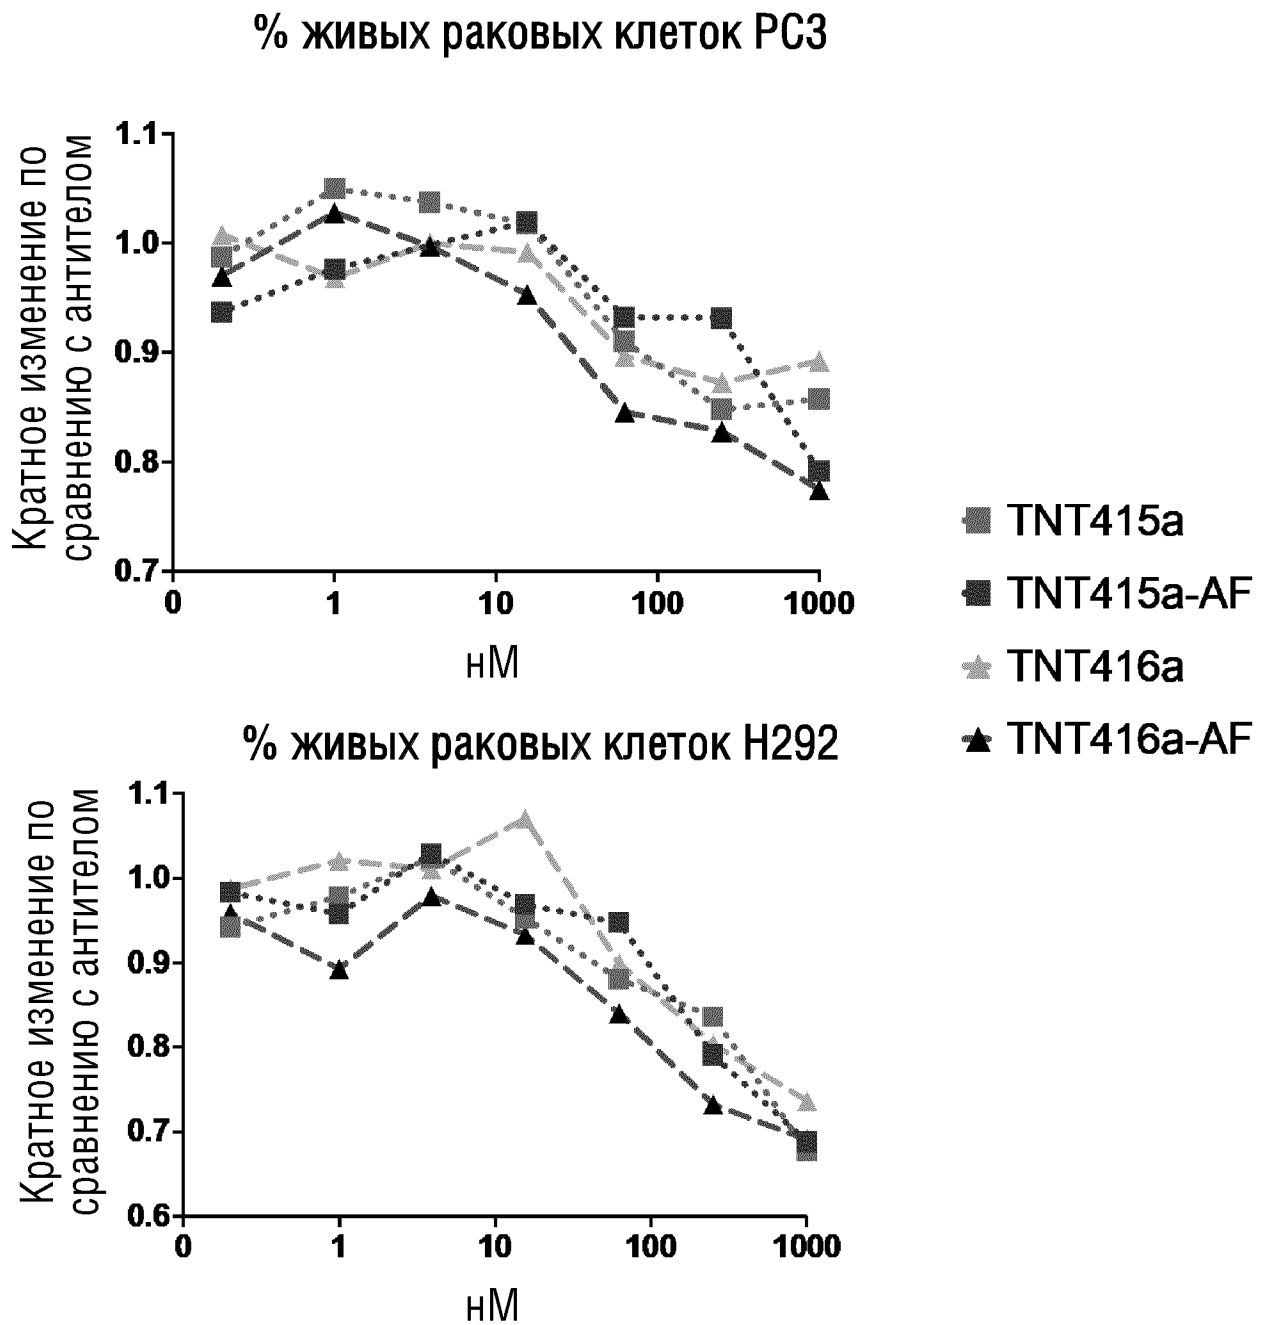 % живых раковых клеток PC3
Кратное изменение по
сравнению с антителом
1.1
1.0
0.9
0.8
0.7
0 1 10 100 1000
нМ
TNT415a
TNT415a-AF
TNT416a
TNT416a-AF
% живых раковых клеток H292
Кратное изменение по
сравнению с антителом
1.1
1.0
0.9
0.8
0.7
0.6
0 1 10 100 1000
нМ